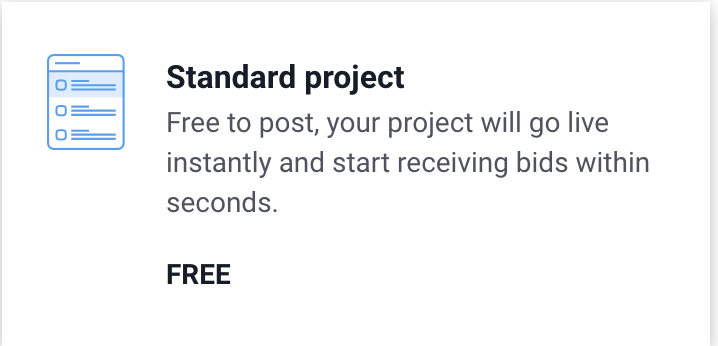 Standard project
Free to post, your project will go live
instantly and start receiving bids within
seconds.
FREE